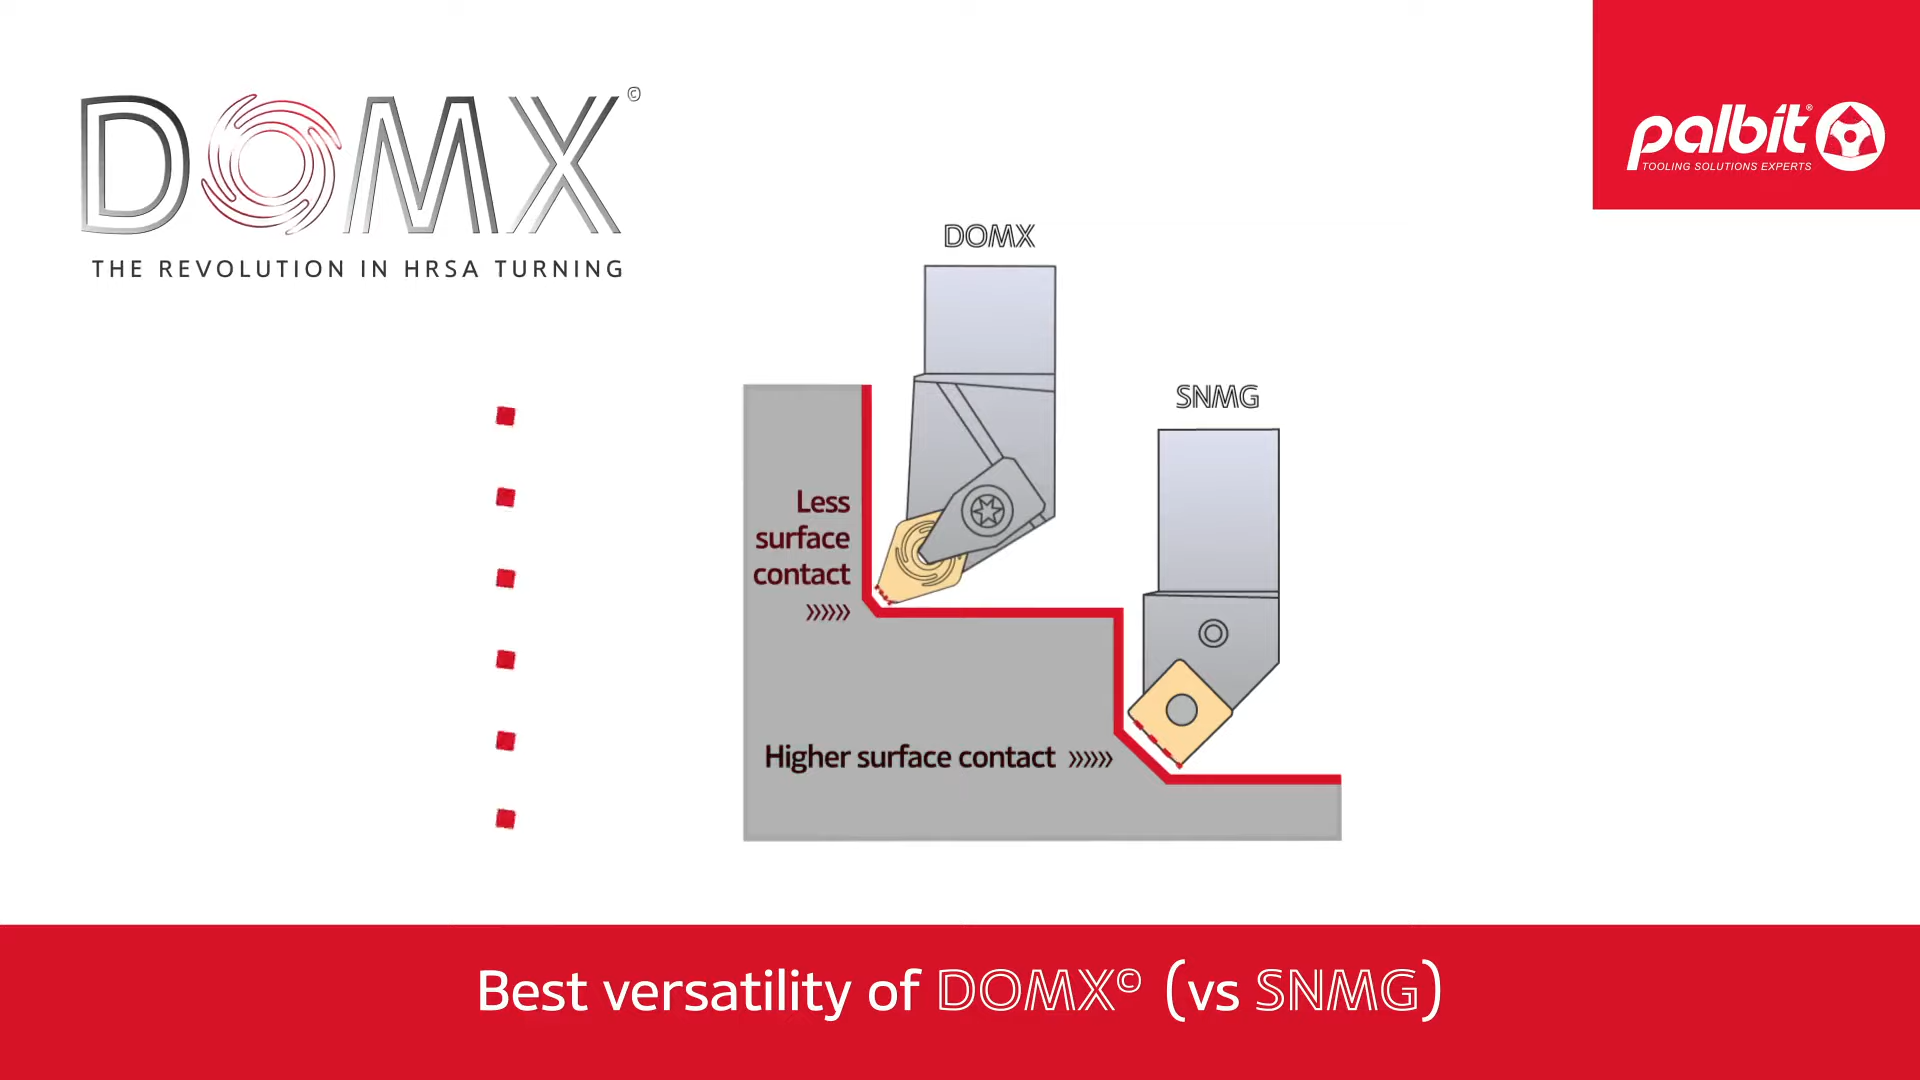 DOMX©
THE REVOLUTION IN HRSA TURNING
palbit®
TOOLING SOLUTIONS EXPERTS
DOMX
SNMG
Less
surface
contact
»»»
Higher surface contact »»»
Best versatility of DOMX© (vs SNMG)